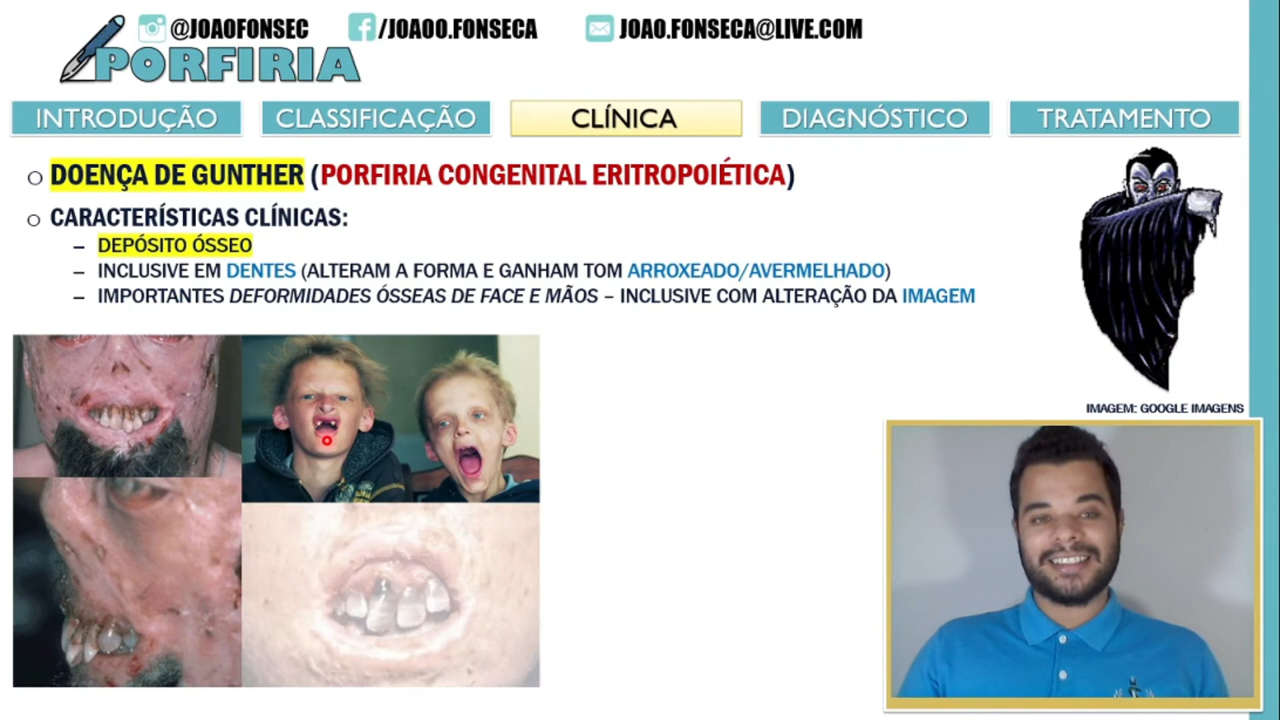 @JOAOFONSEC /JOAOO.FONSECA JOAO.FONSECA@LIVE.COM
PORFIRIA
INTRODUÇÃO CLASSIFICAÇÃO CLÍNICA DIAGNÓSTICO TRATAMENTO
DOENÇA DE GUNTHER (PORFIRIA CONGENITAL ERITROPOIÉTICA)
CARACTERÍSTICAS CLÍNICAS:
– DEPÓSITO ÓSSEO
– INCLUSIVE EM DENTES (ALTERAM A FORMA E GANHAM TOM ARROXEADO/AVERMELHADO)
– IMPORTANTES DEFORMIDADES ÓSSEAS DE FACE E MÃOS – INCLUSIVE COM ALTERAÇÃO DA IMAGEM
IMAGEM: GOOGLE IMAGENS